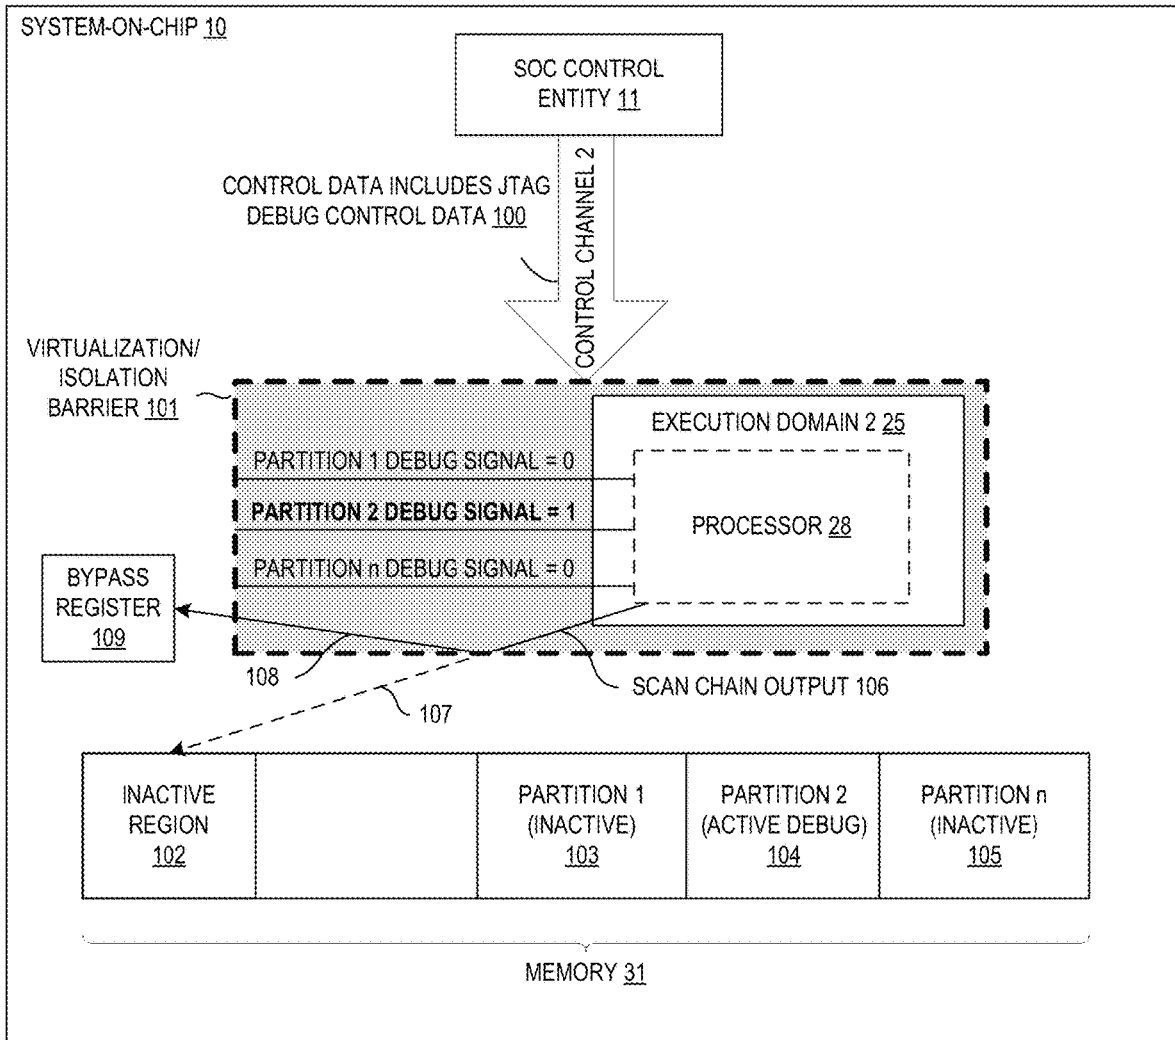 SYSTEM-ON-CHIP 10
SOC CONTROL
ENTITY 11
CONTROL DATA INCLUDES JTAG
DEBUG CONTROL DATA 100
CONTROL CHANNEL 2
VIRTUALIZATION/
ISOLATION
BARRIER 101
EXECUTION DOMAIN 2 25
PARTITION 1 DEBUG SIGNAL = 0
PARTITION 2 DEBUG SIGNAL = 1
PARTITION n DEBUG SIGNAL = 0
PROCESSOR 28
BYPASS
REGISTER
109
108
SCAN CHAIN OUTPUT 106
107
INACTIVE
REGION
102
PARTITION 1
(INACTIVE)
103
PARTITION 2
(ACTIVE DEBUG)
104
PARTITION n
(INACTIVE)
105
MEMORY 31